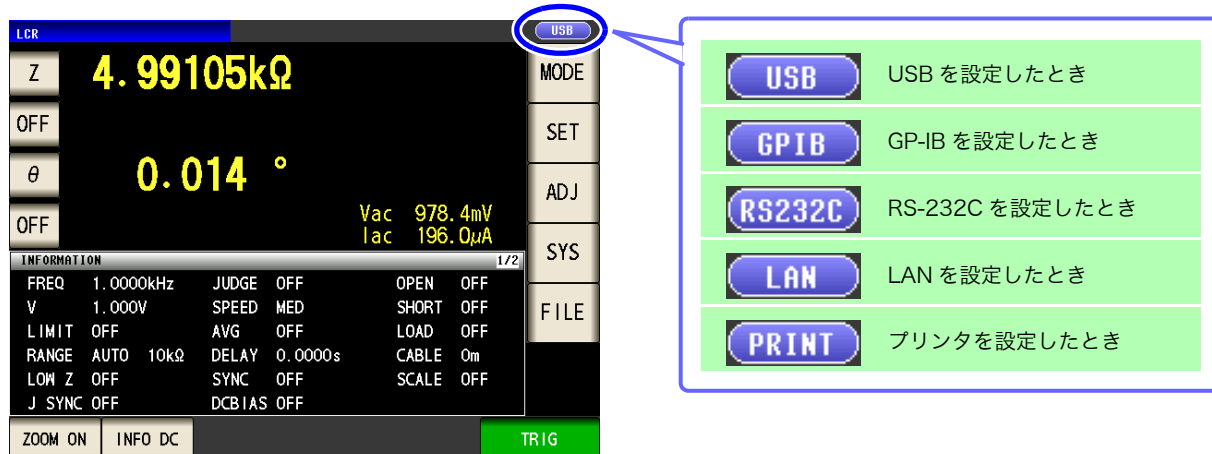 LCR USB
Z 4.99105kΩ MODE
OFF SET
θ 0.014 ° ADJ
OFF Vac 978.4mV
Iac 196.0μA
SYS
INFORMATION 1/2
FREQ 1.0000kHz JUDGE OFF OPEN OFF
V 1.000V SPEED MED SHORT OFF
FILE
LIMIT OFF AVG OFF LOAD OFF
RANGE AUTO 10kΩ DELAY 0.0000s CABLE 0m
LOW Z OFF SYNC OFF SCALE OFF
J SYNC OFF DCBIAS OFF
ZOOM ON INFO DC TRIG
USB USB を設定したとき
GPIB GP-IB を設定したとき
RS232C RS-232C を設定したとき
LAN LAN を設定したとき
PRINT プリンタを設定したとき